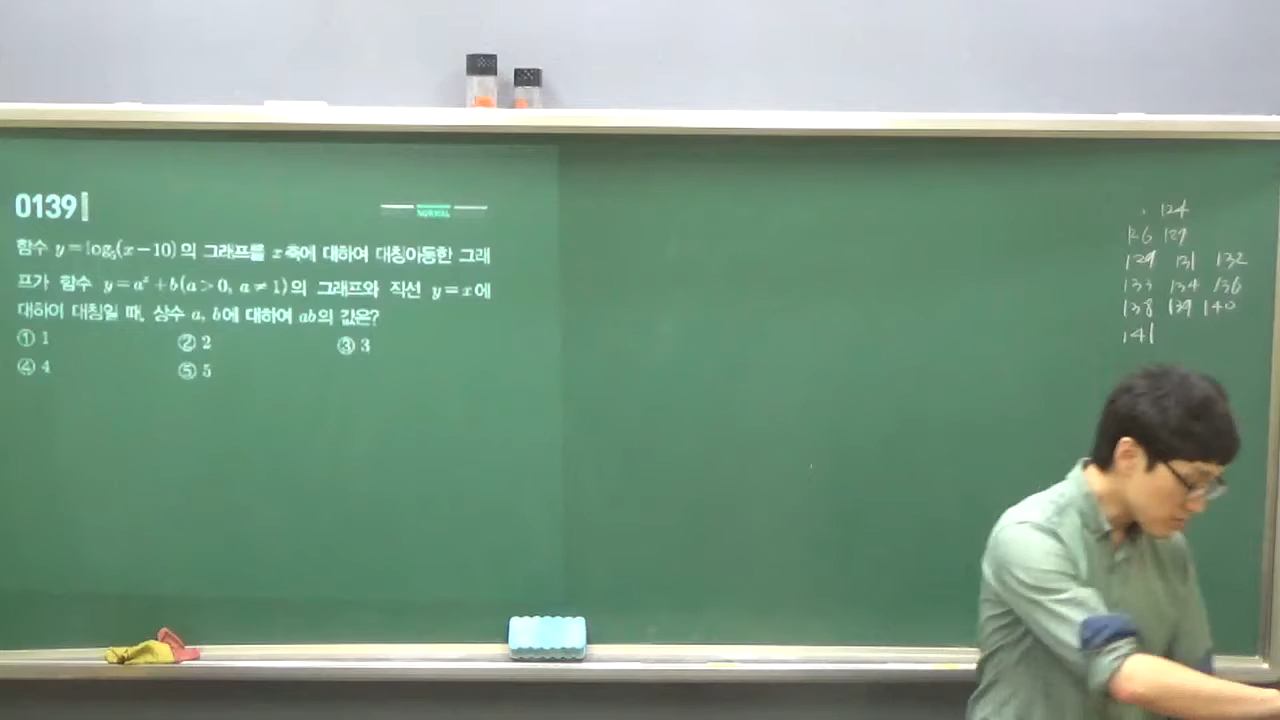 0139
NORMAL
함수 y=log₅(x-10)의 그래프를 x축에 대하여 대칭이동한 그래
프가 함수 y=aˣ+b(a>0, a≠1)의 그래프와 직선 y=x에
대하여 대칭일 때, 상수 a, b에 대하여 ab의 값은?
① 1 ② 2 ③ 3
④ 4 ⑤ 5
124
126 129
129 131 132
133 134 136
138 139 140
141